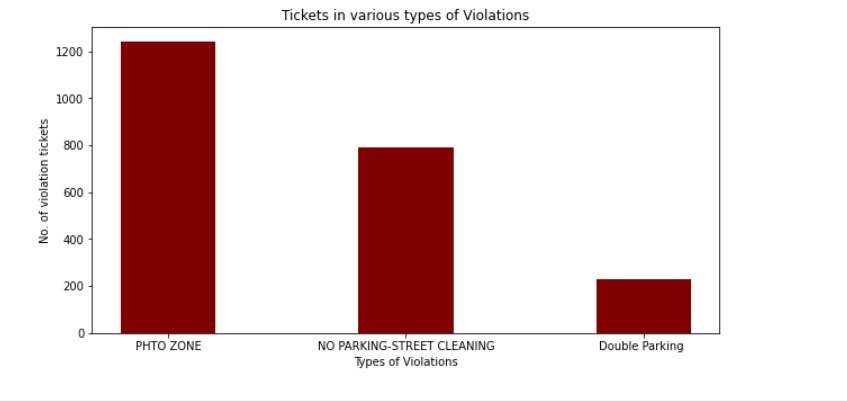 Tickets in various types of Violations
1200
1000
800
600
400
200
0
No. of violation tickets
PHTO ZONE
NO PARKING-STREET CLEANING
Double Parking
Types of Violations